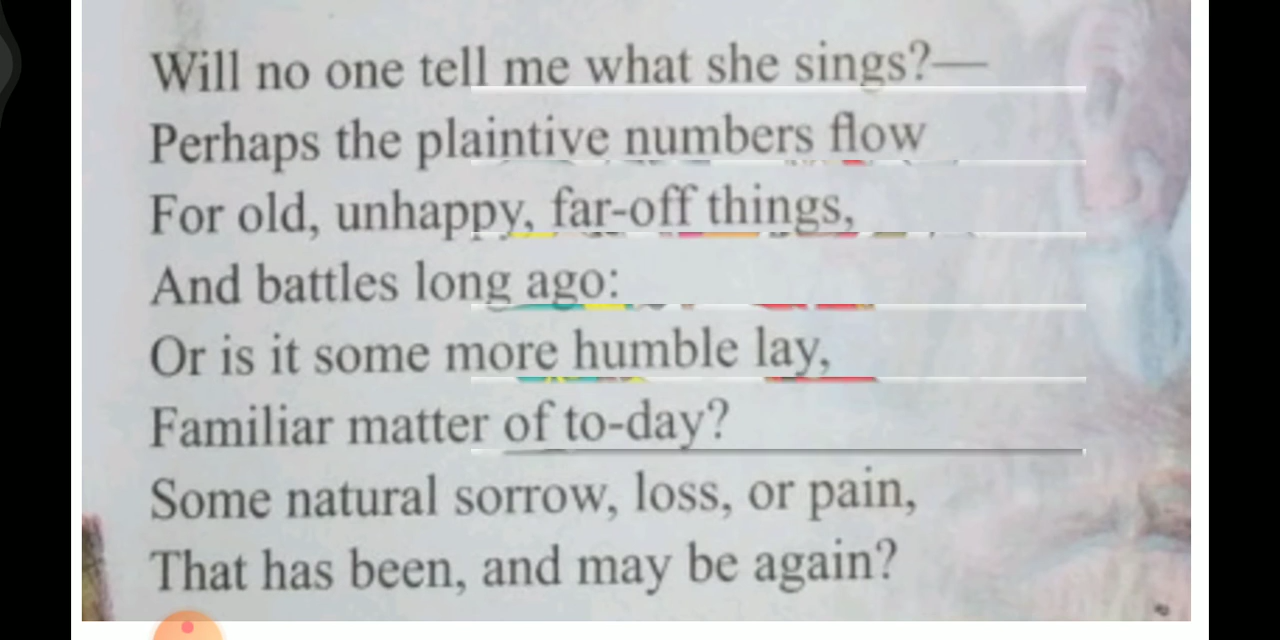 Will no one tell me what she sings?—
Perhaps the plaintive numbers flow
For old, unhappy, far-off things,
And battles long ago:
Or is it some more humble lay,
Familiar matter of to-day?
Some natural sorrow, loss, or pain,
That has been, and may be again?